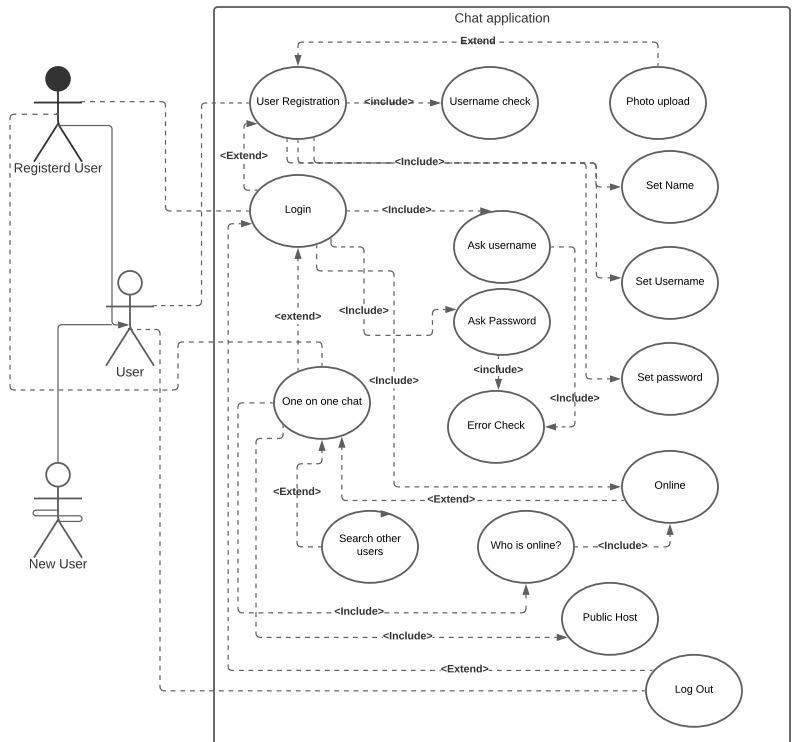 Chat application
Extend
User Registration
<include>
Username check
Photo upload
<Extend>
<Include>
Registerd User
Set Name
Login
<Include>
Ask username
Set Username
<extend>
<Include>
Ask Password
User
<include>
<Include>
Set password
One on one chat
<Include>
Error Check
<Extend>
<Extend>
Online
Search other
users
Who is online?
<Include>
New User
<Include>
Public Host
<Include>
<Extend>
Log Out